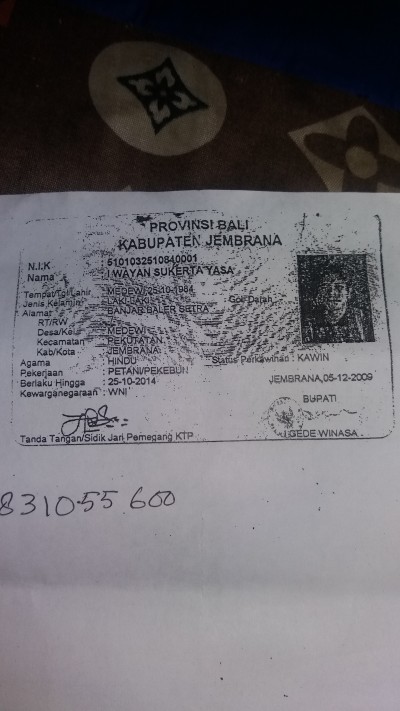 PROVINSI BALI
KABUPATEN JEMBRANA
N.I.K : 5101032510840001
Nama : I WAYAN SUKERTA YASA
Tempat/Tgl Lahir : MEDEWI/25-10-1984
Jenis Kelamin : LAKI-LAKI Gol. Darah :
Alamat : BANJAR BALER SETRA
RT/RW :
Desa/Kel : MEDEWI
Kecamatan : PEKUTATAN
Kab/Kota : JEMBRANA
Agama : HINDU Status Perkawinan : KAWIN
Pekerjaan : PETANI/PEKEBUN
Berlaku Hingga : 25-10-2014 JEMBRANA,05-12-2009
Kewarganegaraan : WNI
BUPATI
Tanda Tangan/Sidik Jari Pemegang KTP I GEDE WINASA
831055 600